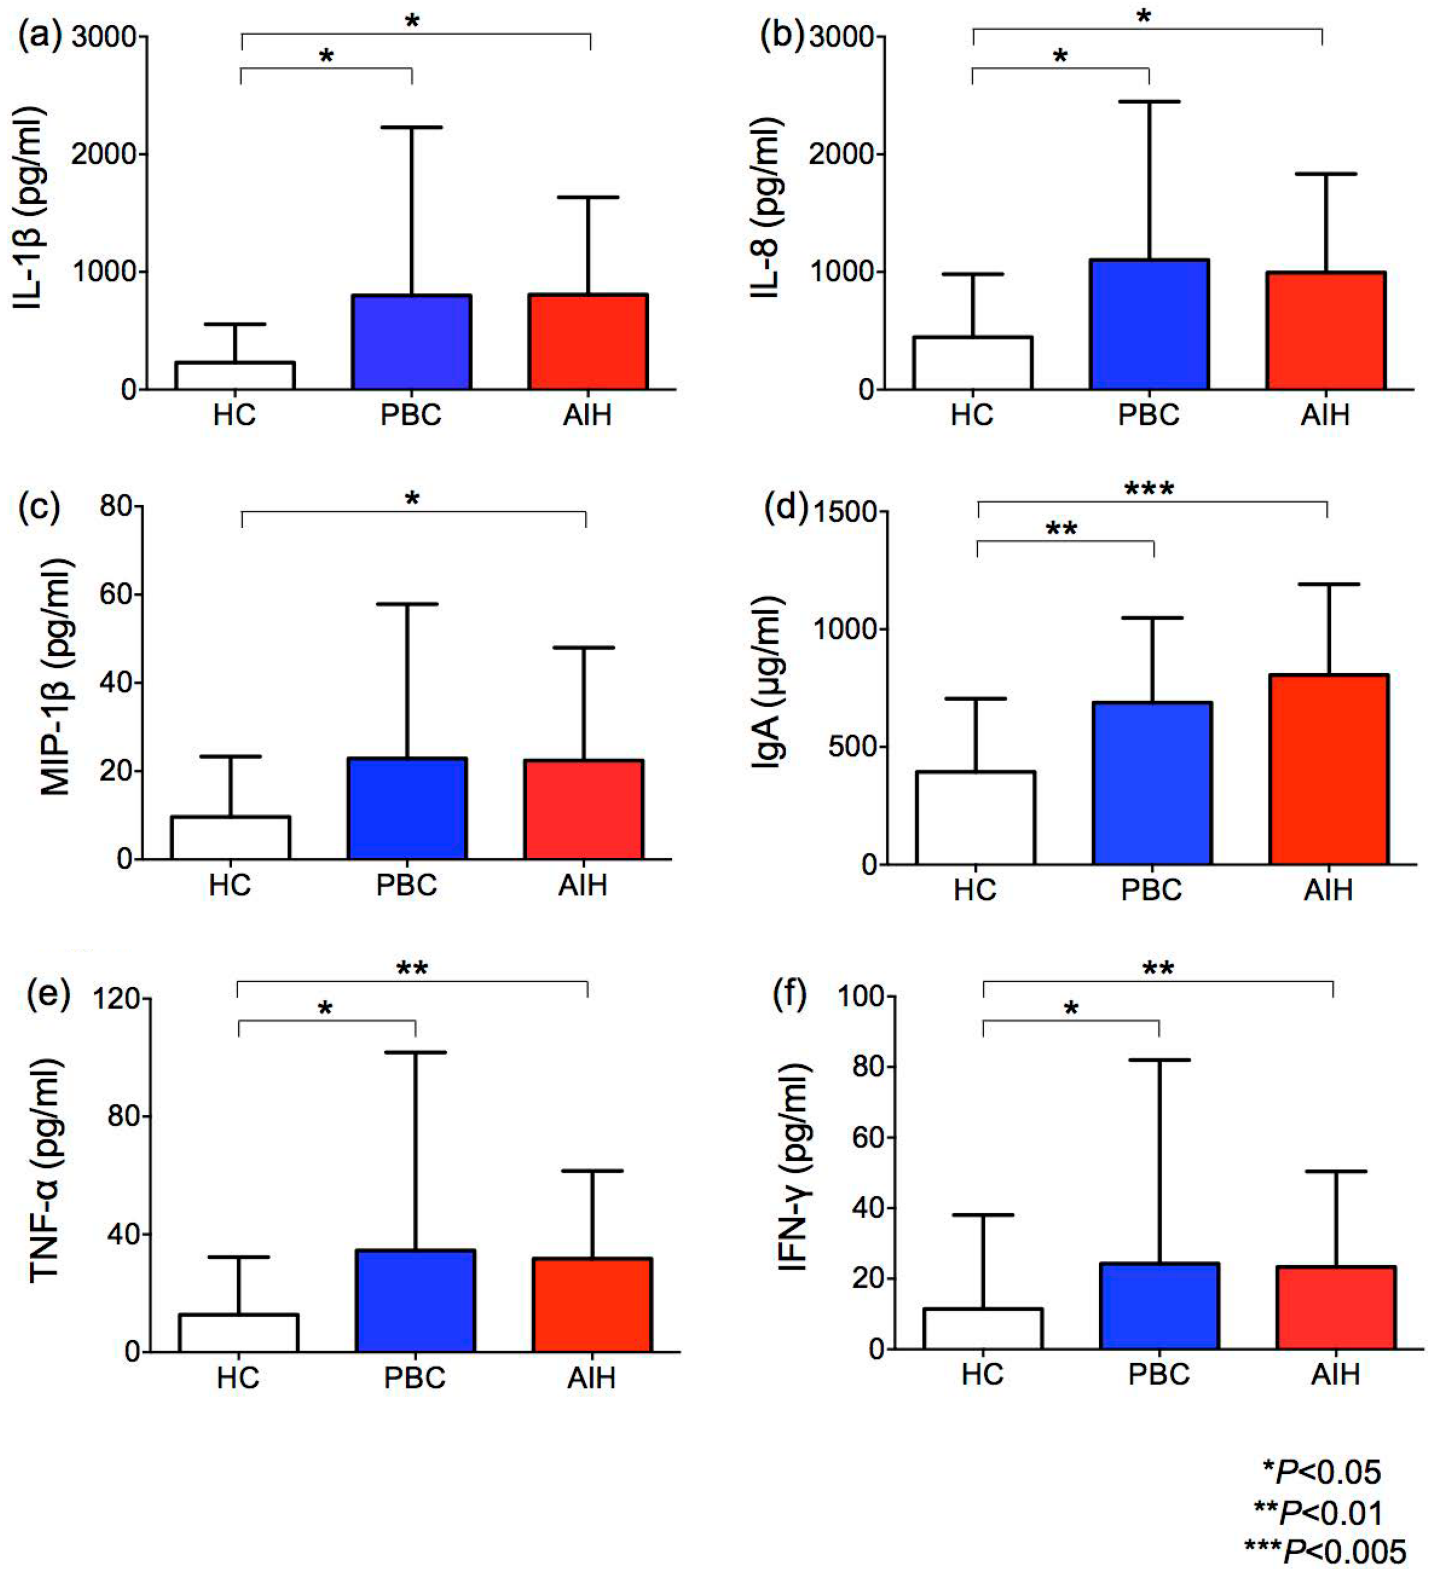 (a)
*
*
3000
2000
1000
0
IL-1β (pg/ml)
HC PBC AIH
(b)
*
*
3000
2000
1000
0
IL-8 (pg/ml)
HC PBC AIH
(c)
*
80
60
40
20
0
MIP-1β (pg/ml)
HC PBC AIH
(d)
***
**
1500
1000
500
0
IgA (μg/ml)
HC PBC AIH
(e)
**
*
120
80
40
0
TNF-α (pg/ml)
HC PBC AIH
(f)
**
*
100
80
60
40
20
0
IFN-γ (pg/ml)
HC PBC AIH
*P<0.05
**P<0.01
***P<0.005